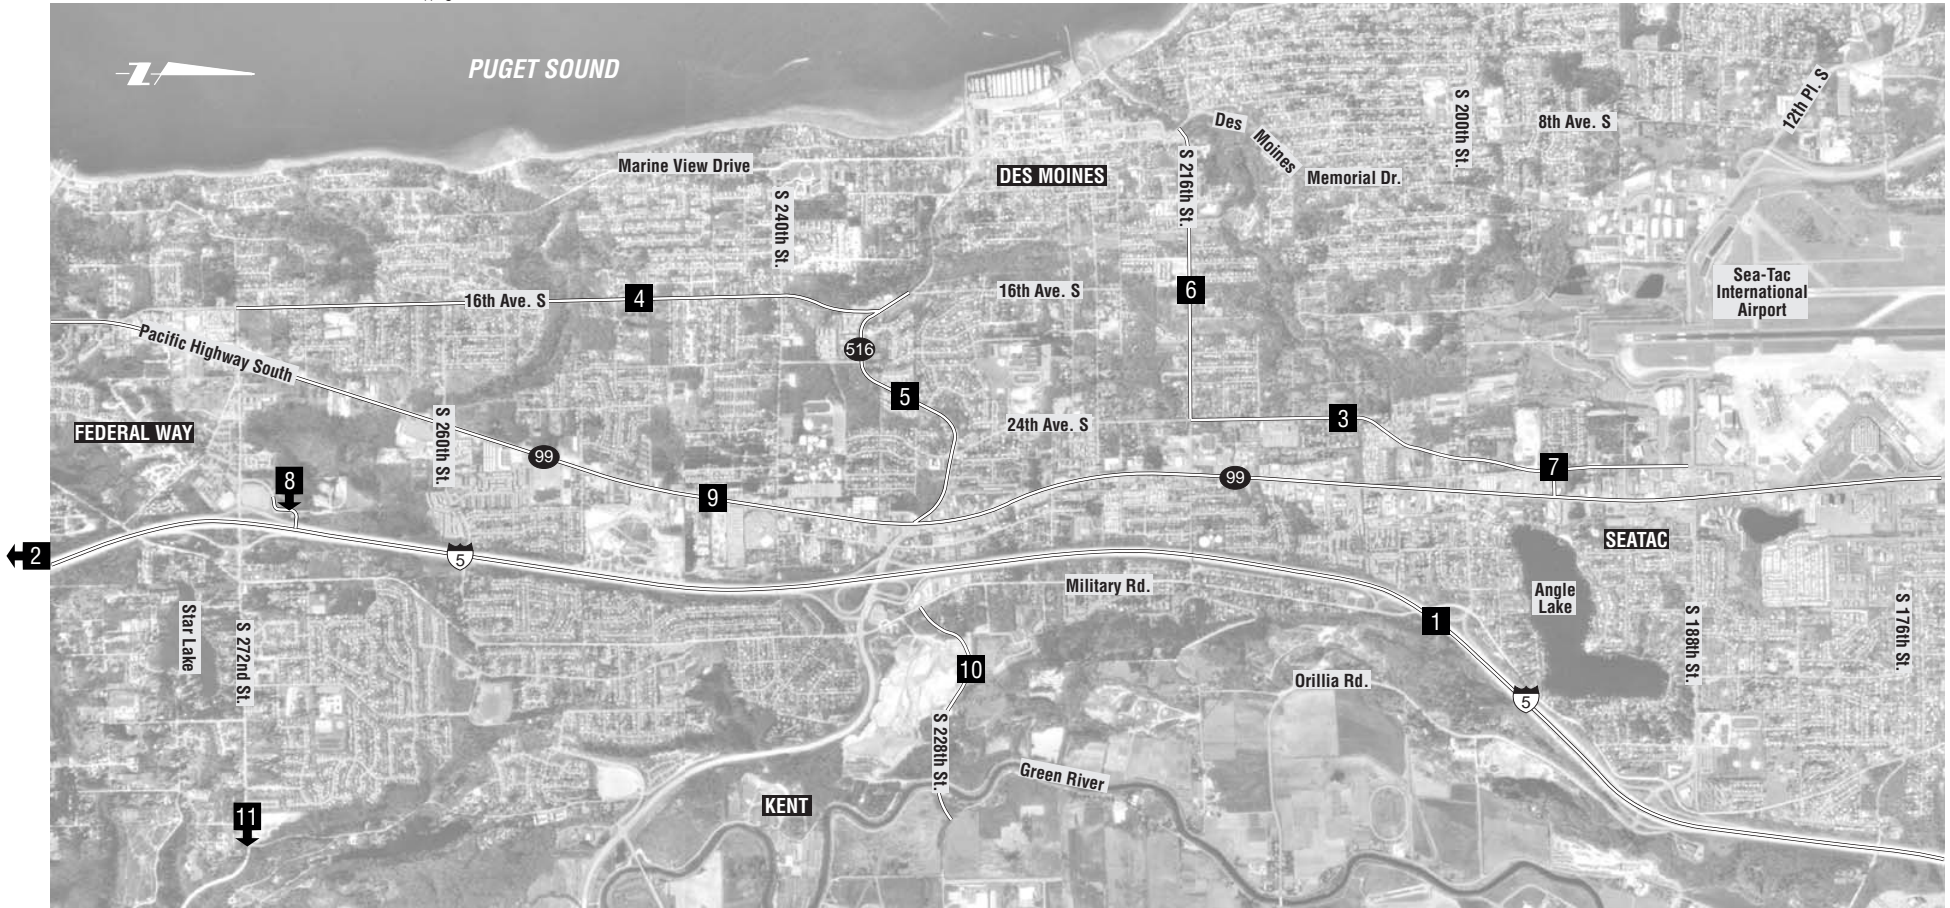 PUGET SOUND
12th Pl. S
S 200th St.
8th Ave. S
Des
Moines
Memorial Dr.
Marine View Drive
DES MOINES
S 216th St.
S 240th St.
Sea-Tac
International
Airport
16th Ave. S
4
16th Ave. S
6
Pacific Highway South
516
5
3
24th Ave. S
FEDERAL WAY
S 260th St.
99
7
99
8
9
SEATAC
2
5
Military Rd.
Angle
Lake
1
Star Lake
S 272nd St.
S 188th St.
S 176th St.
10
Orillia Rd.
5
S 228th St.
Green River
KENT
11